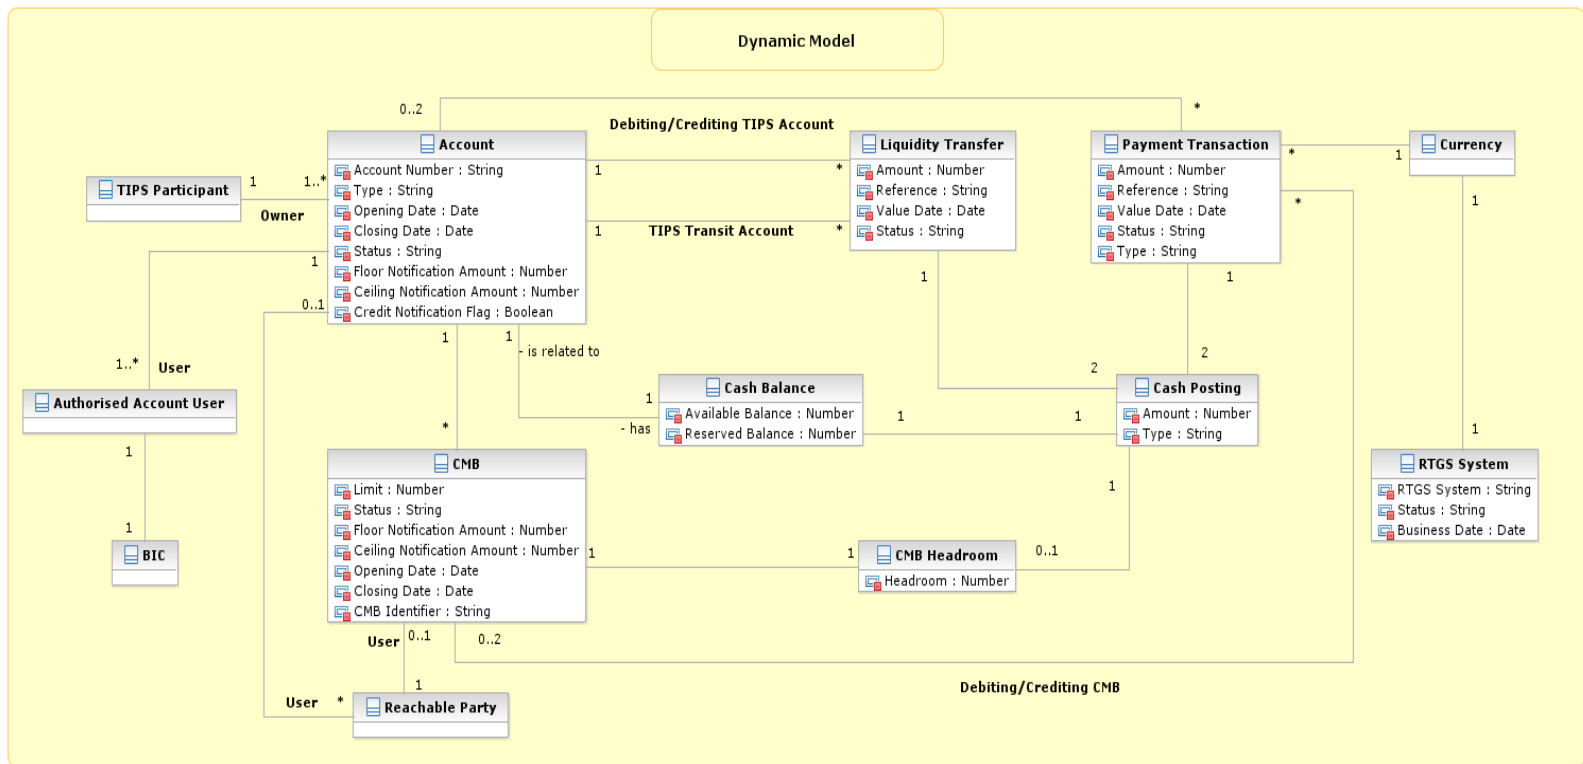 Dynamic Model
0..2
*
Debiting/Crediting TIPS Account
Account
Account Number : String
Type : String
Opening Date : Date
Closing Date : Date
Status : String
Floor Notification Amount : Number
Ceiling Notification Amount : Number
Credit Notification Flag : Boolean
Liquidity Transfer
Amount : Number
Reference : String
Value Date : Date
Status : String
Payment Transaction
Amount : Number
Reference : String
Value Date : Date
Status : String
Type : String
Currency
*
1
1
*
TIPS Participant
1
1..*
Owner
1
TIPS Transit Account
*
*
1
1
0..1
1
1
1
1
- is related to
2
2
1..*
User
Authorised Account User
Cash Balance
Available Balance : Number
Reserved Balance : Number
1
- has
1
1
Cash Posting
Amount : Number
Type : String
*
1
1
RTGS System
RTGS System : String
Status : String
Business Date : Date
CMB
Limit : Number
Status : String
Floor Notification Amount : Number
Ceiling Notification Amount : Number
Opening Date : Date
Closing Date : Date
CMB Identifier : String
1
1
BIC
1
1
CMB Headroom
Headroom : Number
0..1
User
0..1
0..2
1
Debiting/Crediting CMB
User
*
Reachable Party